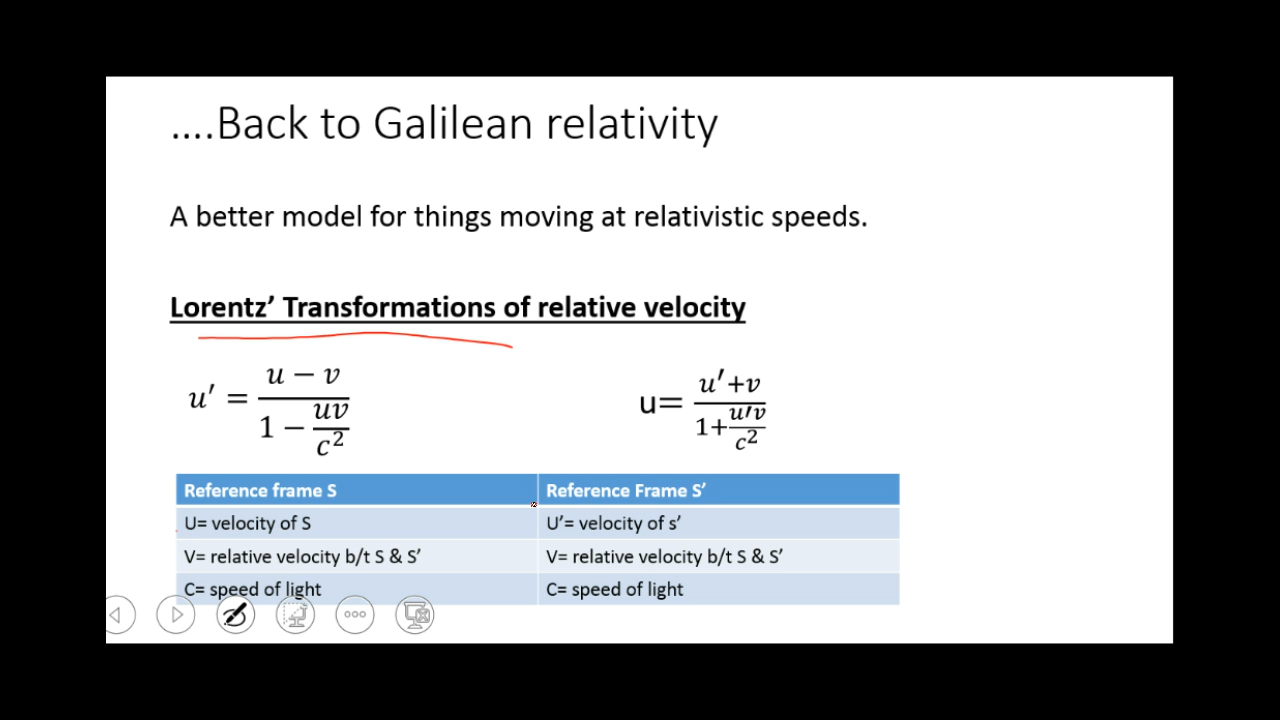 ....Back to Galilean relativity
A better model for things moving at relativistic speeds.
Lorentz’ Transformations of relative velocity
u′ = (u − v) / (1 − uv/c²)
u= (u′+v) / (1+u′v/c²)
Reference frame S Reference Frame S’
U= velocity of S U’= velocity of s’
V= relative velocity b/t S & S’ V= relative velocity b/t S & S’
C= speed of light C= speed of light